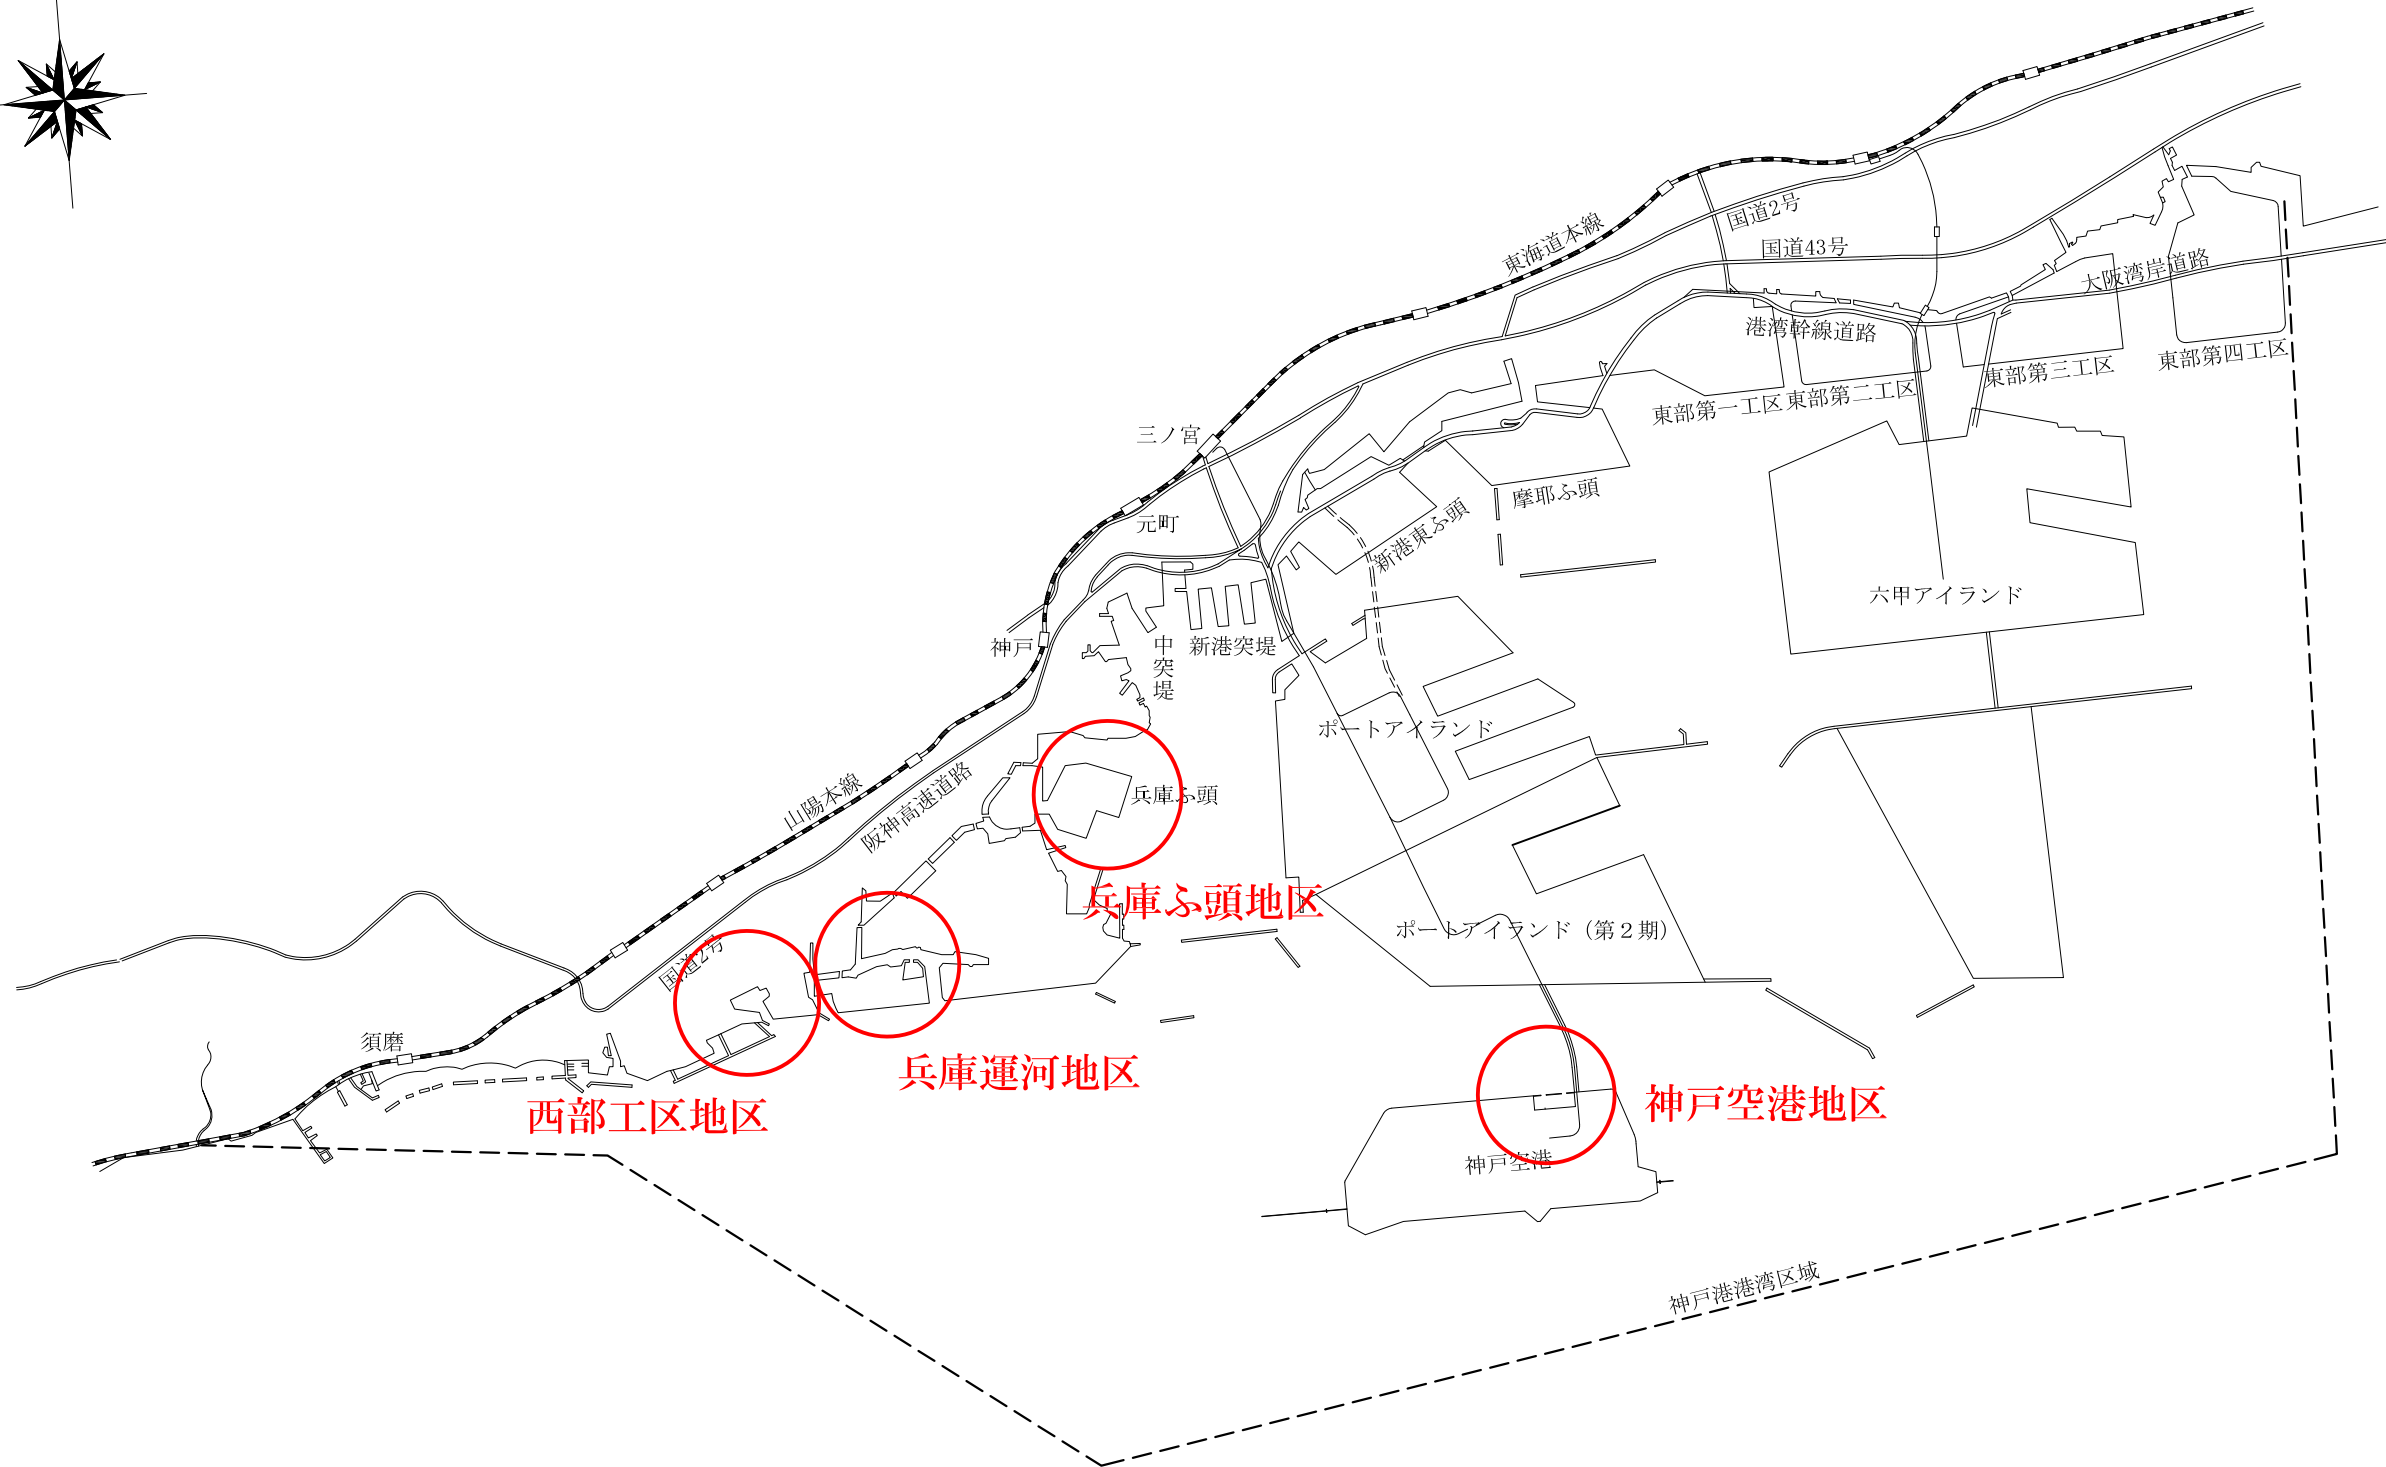 東海道本線
国道2号
国道43号
大阪湾岸道路
港湾幹線道路
東部第四工区
東部第三工区
東部第二工区
東部第一工区
三ノ宮
摩耶ふ頭
元町
新港東ふ頭
六甲アイランド
神戸
中突堤
新港突堤
ポートアイランド
山陽本線
阪神高速道路
兵庫ふ頭
兵庫ふ頭地区
ポートアイランド（第２期）
国道2号
須磨
兵庫運河地区
西部工区地区
神戸空港地区
神戸空港
神戸港港湾区域